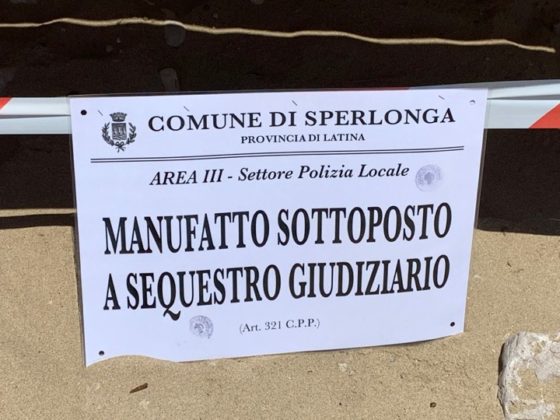 COMUNE DI SPERLONGA
PROVINCIA DI LATINA
AREA III - Settore Polizia Locale
MANUFATTO SOTTOPOSTO
A SEQUESTRO GIUDIZIARIO
(Art. 321 C.P.P.)